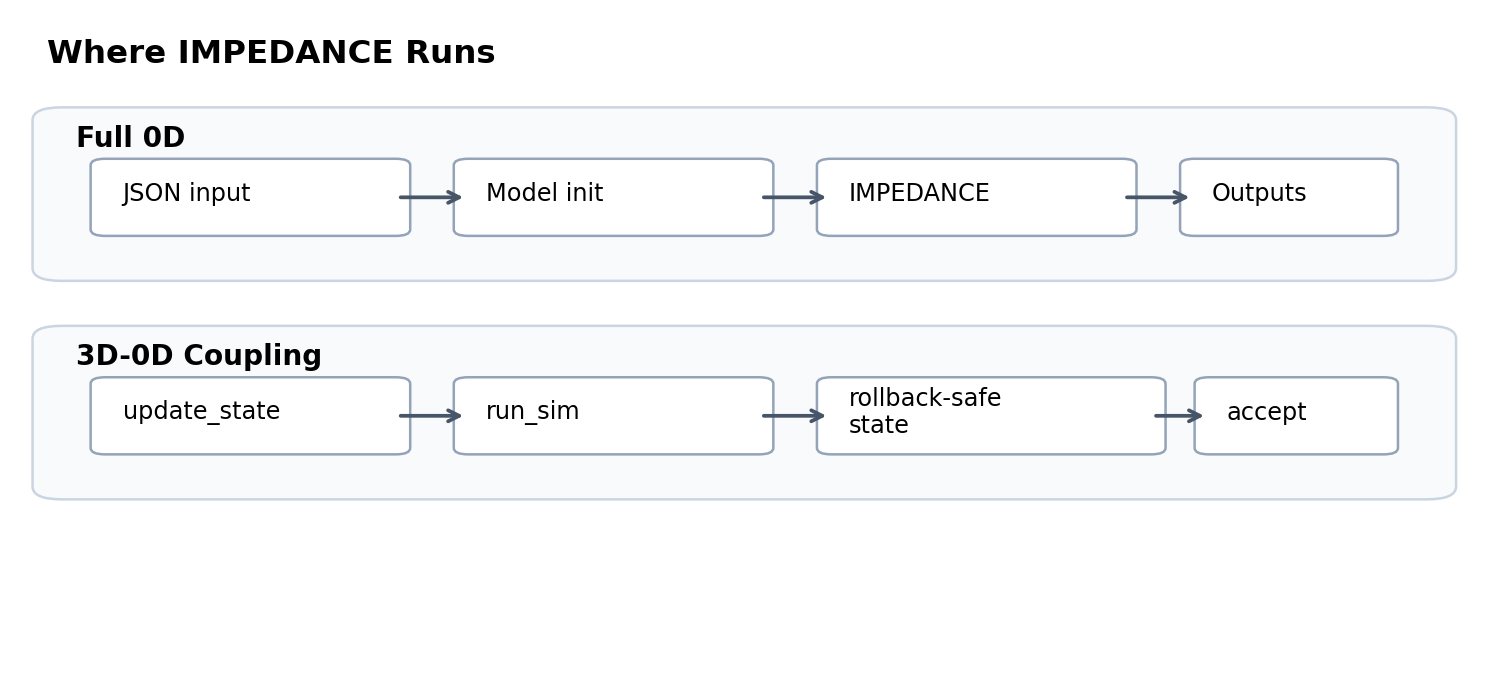 Where IMPEDANCE Runs
Full 0D
JSON input
Model init
IMPEDANCE
Outputs
3D-0D Coupling
update_state
run_sim
rollback-safe
state
accept